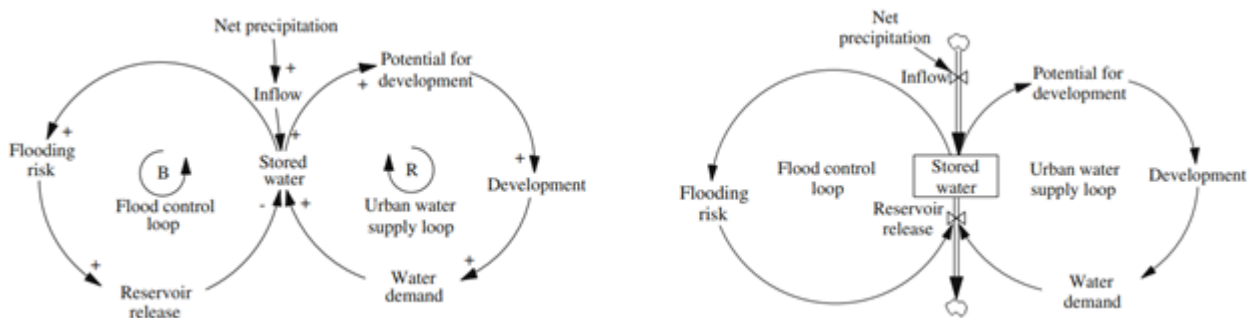 Net precipitation
+
Potential for
development
+
Inflow
+
+
Flooding
risk
B
Flood control
loop
Stored
water
R
Urban water
supply loop
+
Development
-
+
+
Reservoir
release
Water
demand
+
Net
precipitation
Inflow
Potential for
development
Flood control
loop
Stored
water
Urban water
supply loop
Development
Flooding
risk
Reservoir
release
Water
demand